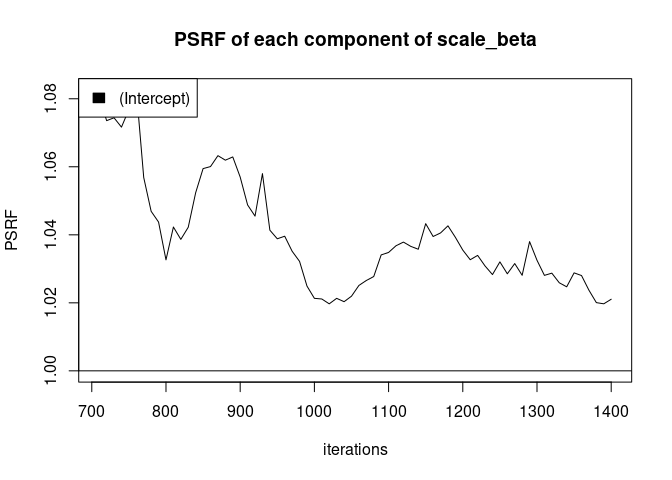 PSRF of each component of scale_beta
(Intercept)
1.08
1.06
1.04
1.02
1.00
PSRF
700 800 900 1000 1100 1200 1300 1400
iterations